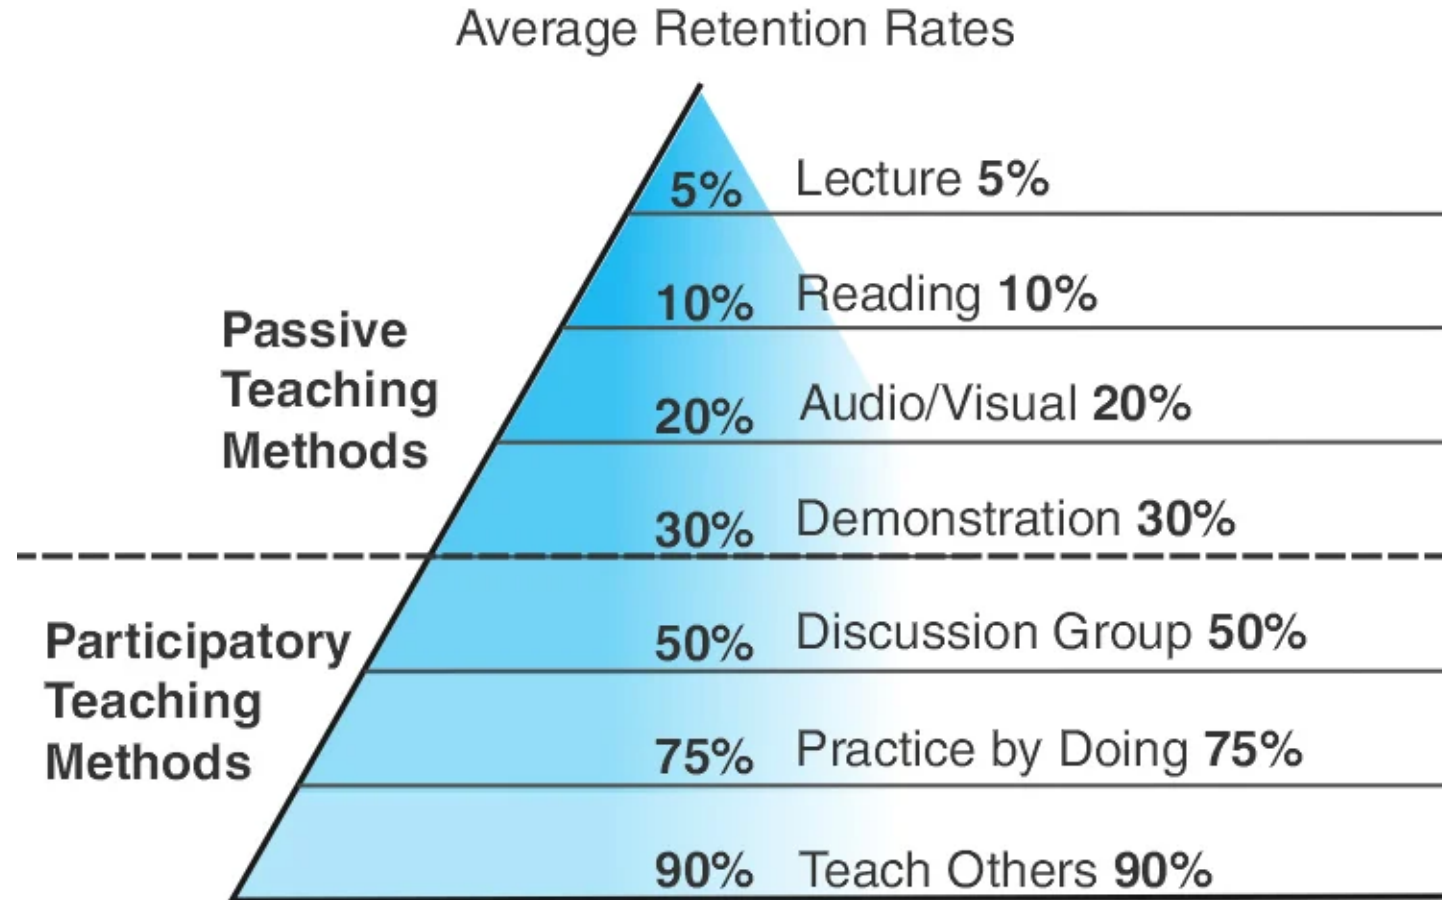 Average Retention Rates
5% Lecture 5%
10% Reading 10%
Passive
Teaching
Methods
20% Audio/Visual 20%
30% Demonstration 30%
Participatory
Teaching
Methods
50% Discussion Group 50%
75% Practice by Doing 75%
90% Teach Others 90%